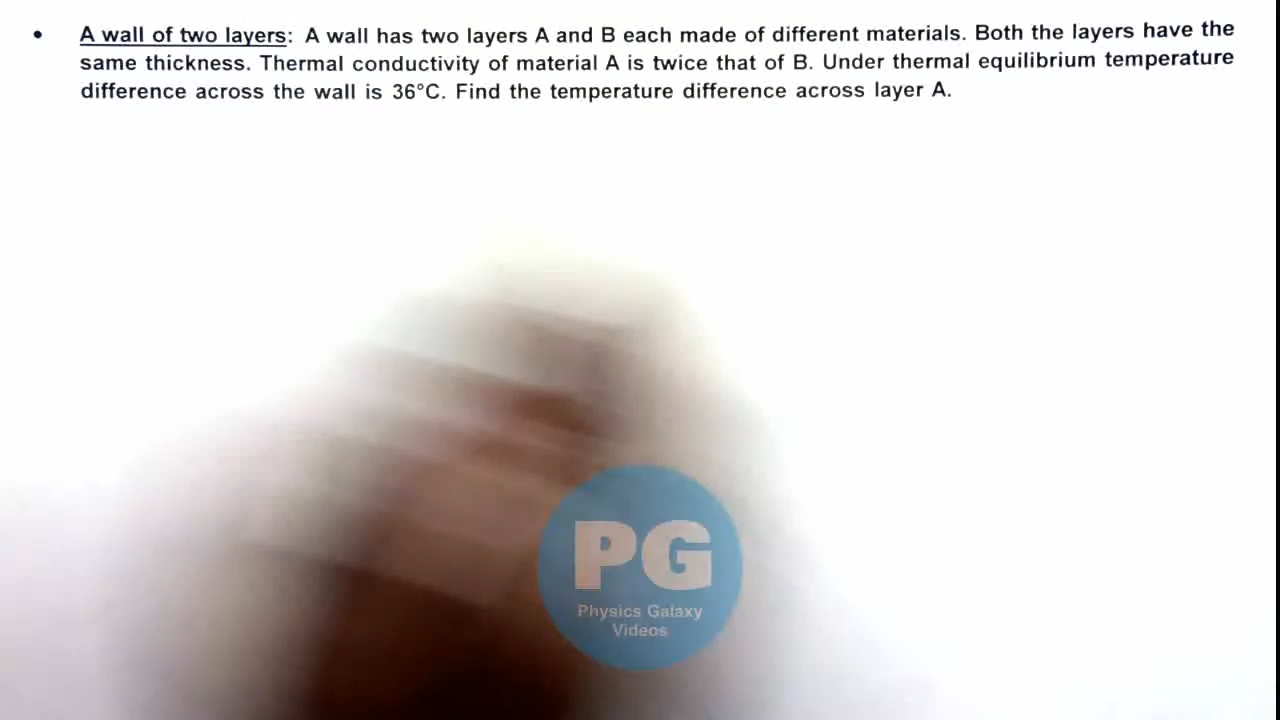 • A wall of two layers: A wall has two layers A and B each made of different materials. Both the layers have the
same thickness. Thermal conductivity of material A is twice that of B. Under thermal equilibrium temperature
difference across the wall is 36°C. Find the temperature difference across layer A.
PG
Physics Galaxy
Videos